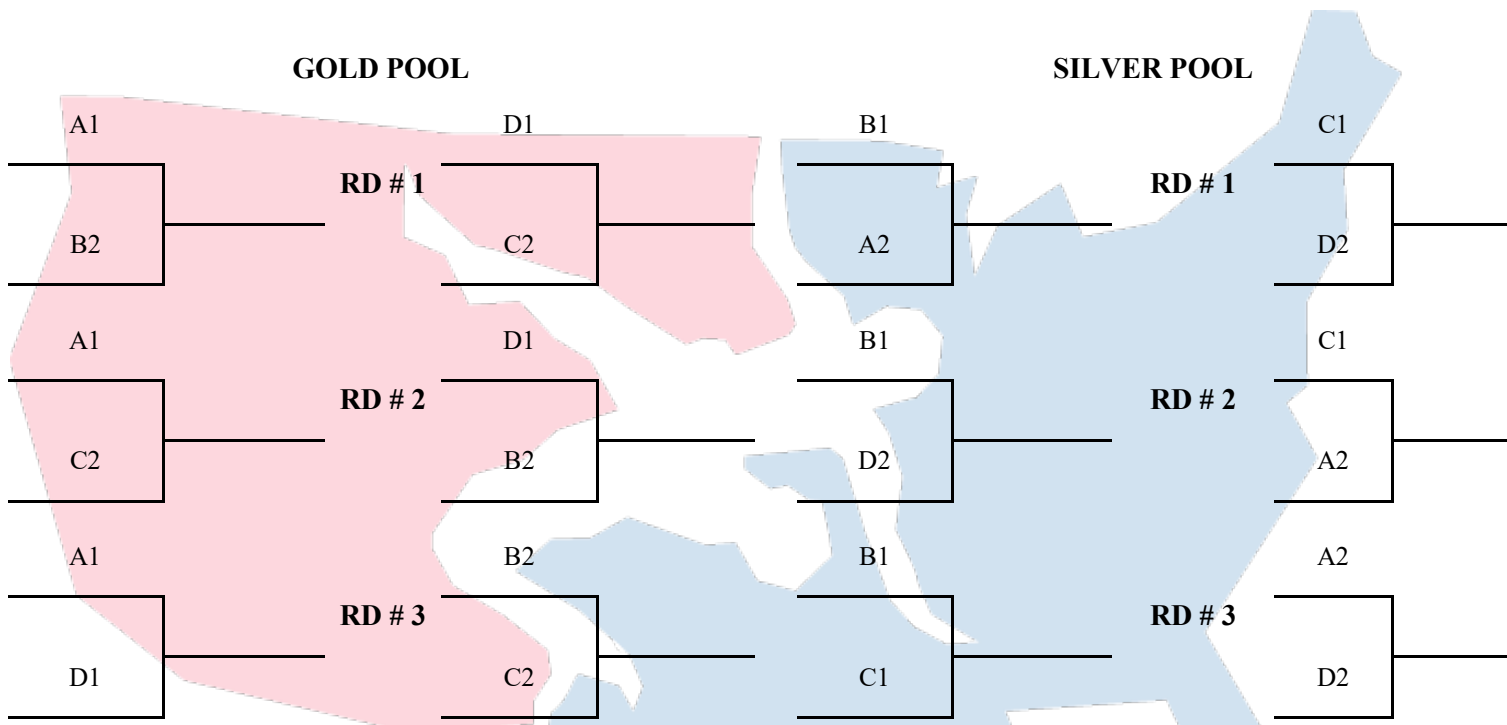 GOLD POOL SILVER POOL
A1 D1 B1 C1
RD # 1 RD # 1
B2 C2 A2 D2
A1 D1 B1 C1
RD # 2 RD # 2
C2 B2 D2 A2
A1 B2 B1 A2
RD # 3 RD # 3
D1 C2 C1 D2